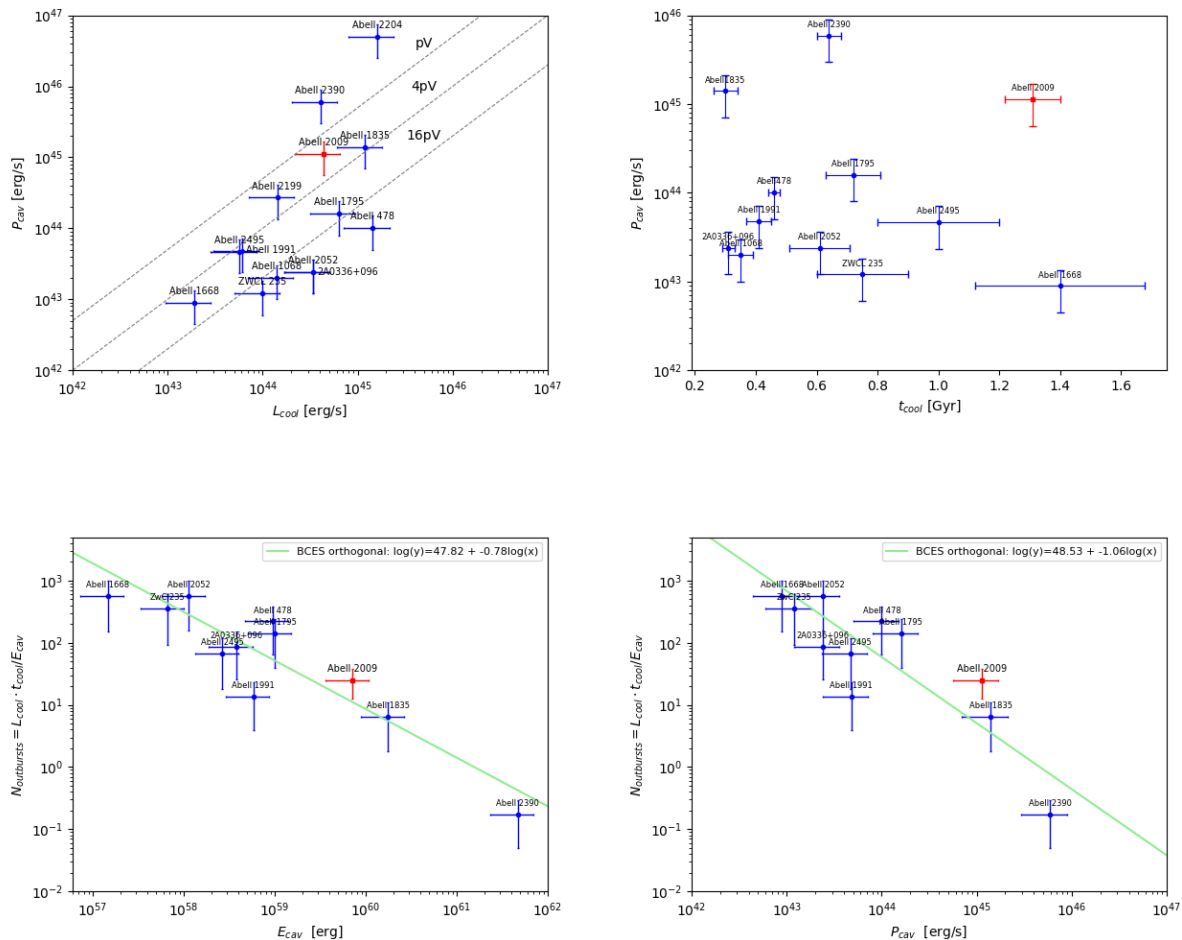 10^47
10^46
10^45
10^44
10^43
10^42
P_cav [erg/s]
Abell 2204
pV
Abell 2390
4pV
16pV
Abell 2009
Abell 1835
Abell 2199
Abell 1795
Abell 478
Abell 2495
Abell 1991
Abell 1068
Abell 2052
2A0336+096
ZWCL 235
Abell 1668
10^42 10^43 10^44 10^45 10^46 10^47
L_cool [erg/s]
10^46
10^45
10^44
10^43
10^42
P_cav [erg/s]
Abell 2390
Abell1835
Abell 2009
Abell 1795
Abell 478
Abell 1991
Abell 2495
2A0336+096
Abell 1068
Abell 2052
ZWCL 235
Abell 1668
0.2 0.4 0.6 0.8 1.0 1.2 1.4 1.6
t_cool [Gyr]
BCES orthogonal: log(y)=47.82 + -0.78log(x)
10^3
10^2
10^1
10^0
10^-1
10^-2
N_outbursts = L_cool · t_cool/E_cav
Abell 1668
Abell 2052
ZwCl 235
Abell 478
Abell 1795
2A0336+096
Abell 2495
Abell 2009
Abell 1991
Abell 1835
Abell 2390
10^57 10^58 10^59 10^60 10^61 10^62
E_cav [erg]
BCES orthogonal: log(y)=48.53 + -1.06log(x)
10^3
10^2
10^1
10^0
10^-1
10^-2
N_outbursts = L_cool · t_cool/E_cav
Abell 1668
Abell 2052
ZwCl 235
Abell 478
Abell 1795
2A0336+096
Abell 2495
Abell 2009
Abell 1991
Abell 1835
Abell 2390
10^42 10^43 10^44 10^45 10^46 10^47
P_cav [erg/s]